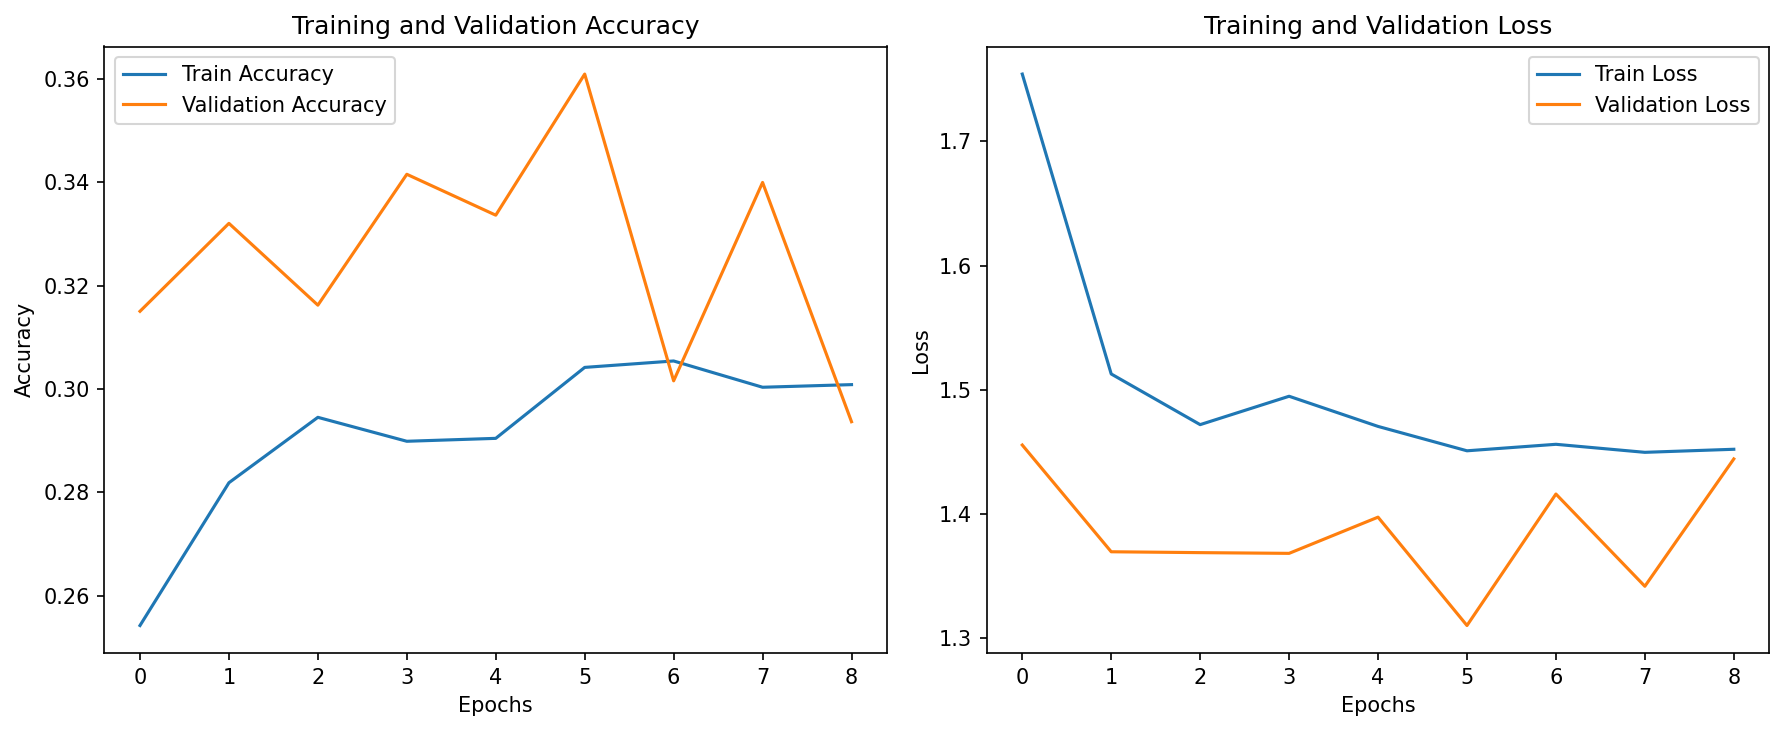 Training and Validation Accuracy
Train Accuracy
Validation Accuracy
0.36
0.34
0.32
0.30
0.28
0.26
Accuracy
0 1 2 3 4 5 6 7 8
Epochs
Training and Validation Loss
Train Loss
Validation Loss
1.7
1.6
1.5
1.4
1.3
Loss
0 1 2 3 4 5 6 7 8
Epochs